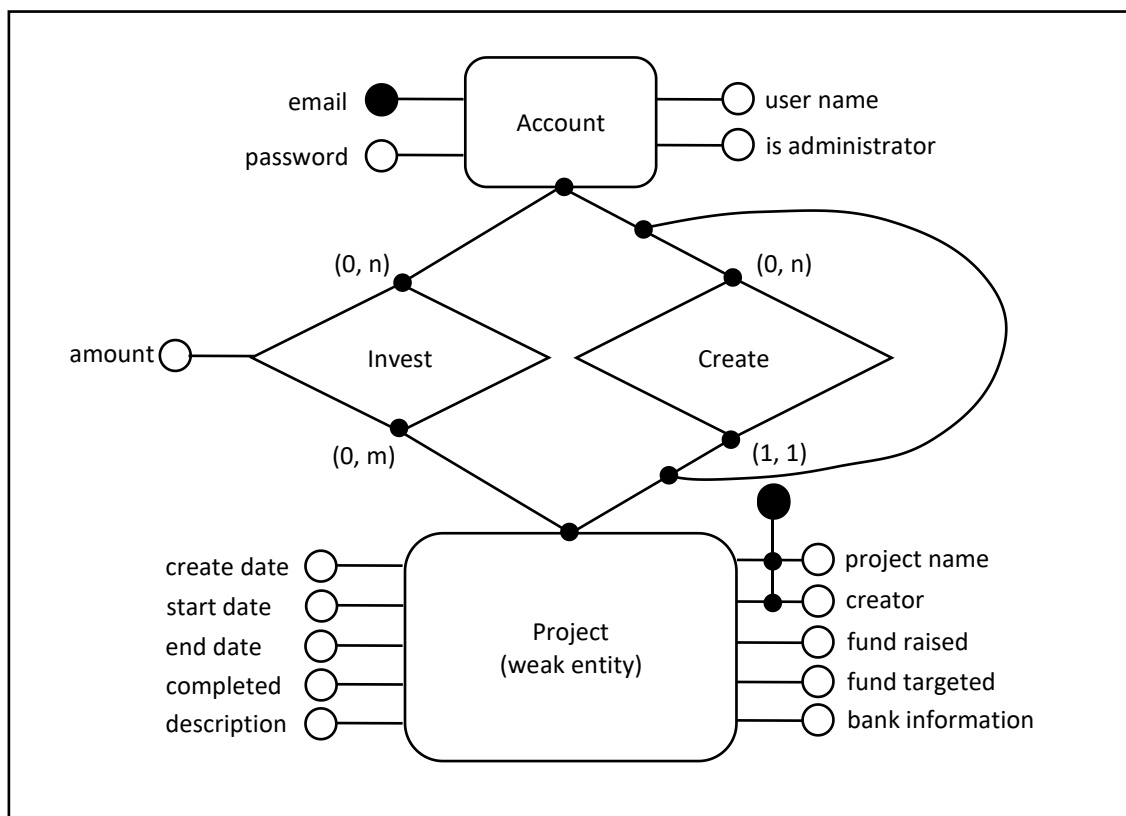 email
user name
Account
password
is administrator
(0, n)
(0, n)
amount
Invest
Create
(0, m)
(1, 1)
create date
project name
start date
creator
Project
(weak entity)
end date
fund raised
completed
fund targeted
description
bank information